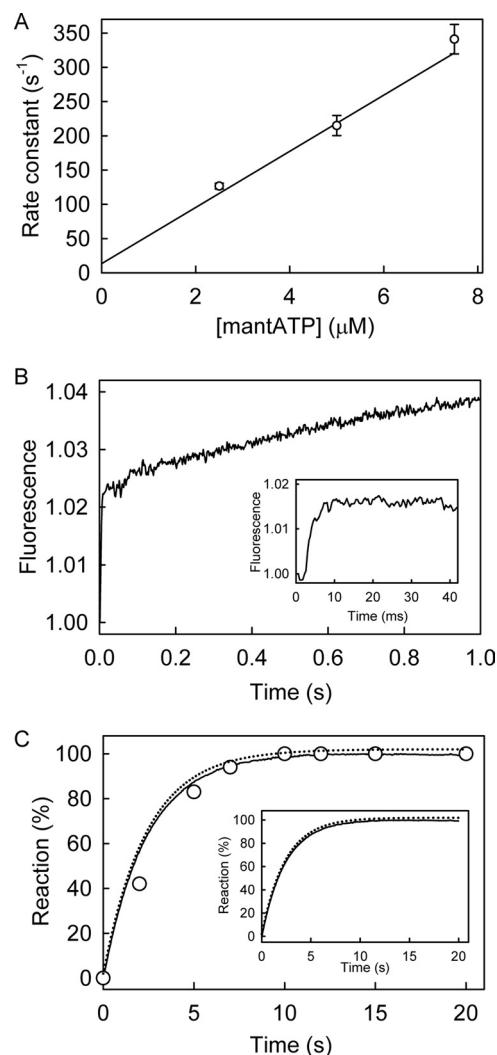 A
350
300
250
200
150
100
50
0
Rate constant (s⁻¹)
0 2 4 6 8
[mantATP] (μM)
B
1.04
1.03
1.02
1.01
1.00
Fluorescence
1.02
1.01
1.00
Fluorescence
0 10 20 30 40
Time (ms)
0.0 0.2 0.4 0.6 0.8 1.0
Time (s)
C
100
80
60
40
20
0
Reaction (%)
100
80
60
40
20
0
Reaction (%)
0 5 10 15 20
Time (s)
0 5 10 15 20
Time (s)